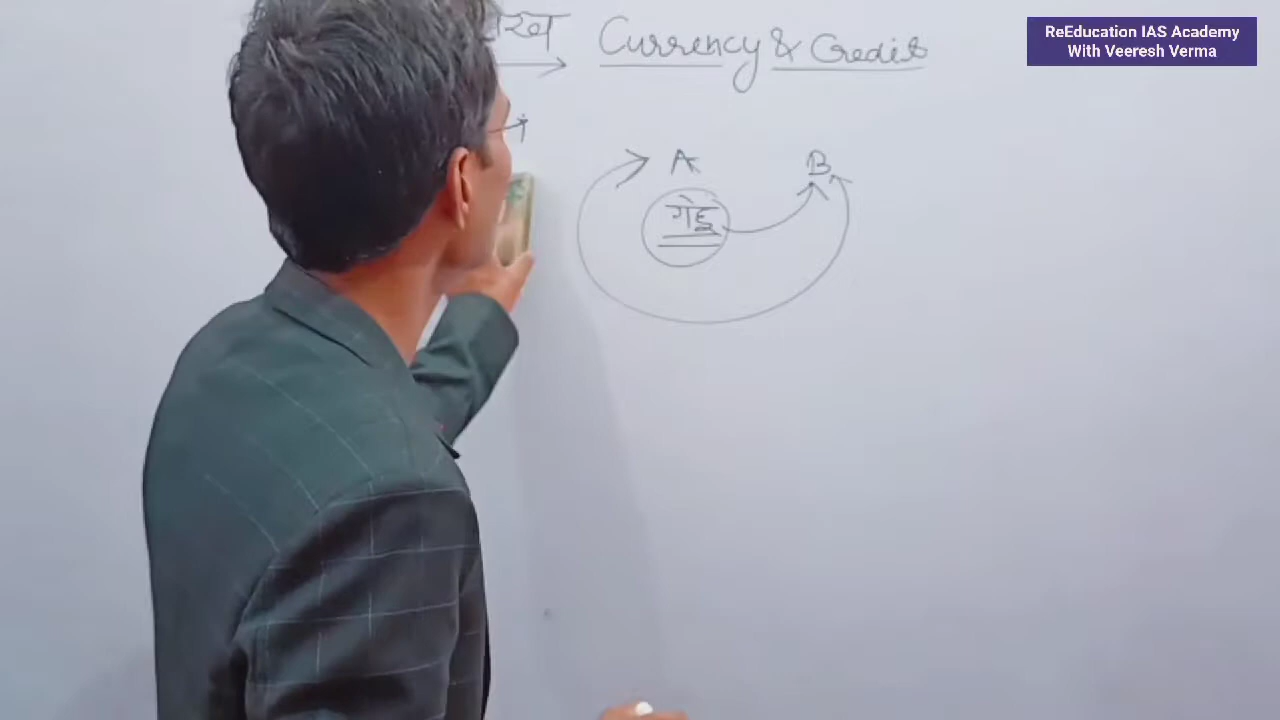 ReEducation IAS Academy
With Veeresh Verma
Currency & Credit
A B
गेहू